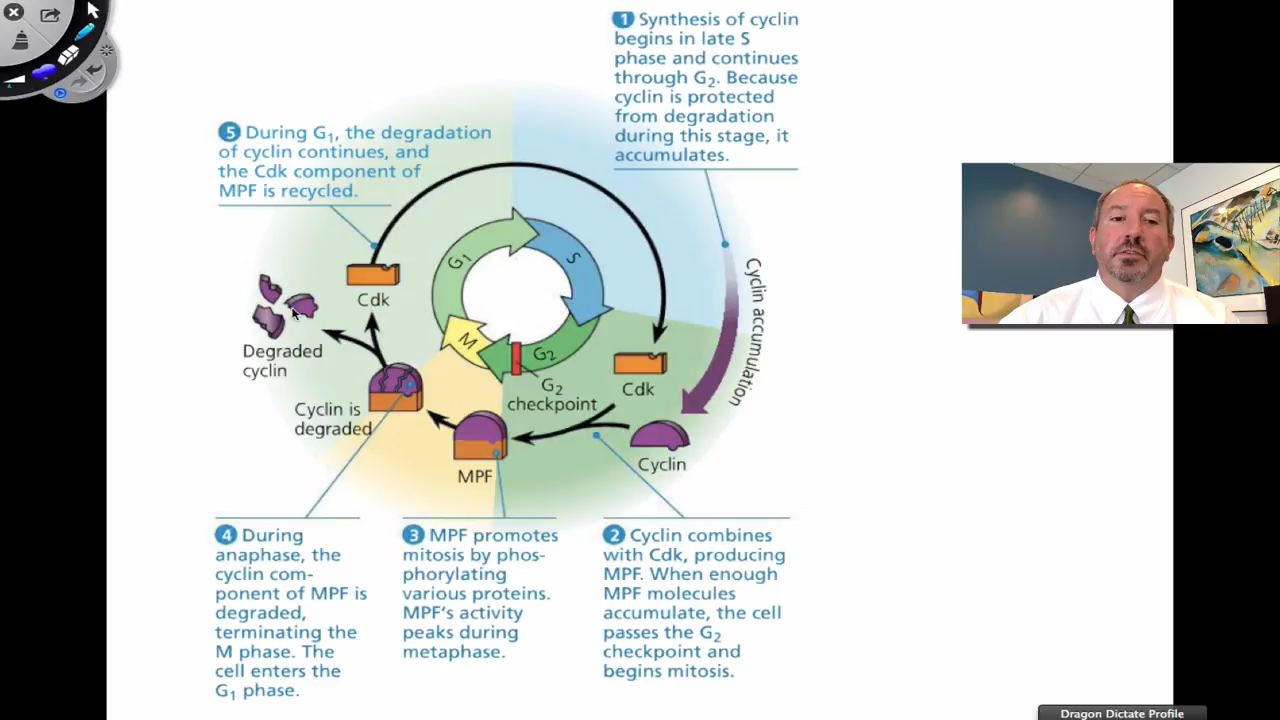 1 Synthesis of cyclin
begins in late S
phase and continues
through G2. Because
cyclin is protected
from degradation
during this stage, it
accumulates.
5 During G1, the degradation
of cyclin continues, and
the Cdk component of
MPF is recycled.
G1
S
G2
M
Cdk
Degraded
cyclin
Cyclin is
degraded
MPF
G2
checkpoint
Cdk
Cyclin
Cyclin accumulation
4 During
anaphase, the
cyclin com-
ponent of MPF is
degraded,
terminating the
M phase. The
cell enters the
G1 phase.
3 MPF promotes
mitosis by phos-
phorylating
various proteins.
MPF's activity
peaks during
metaphase.
2 Cyclin combines
with Cdk, producing
MPF. When enough
MPF molecules
accumulate, the cell
passes the G2
checkpoint and
begins mitosis.
Dragon Dictate Profile